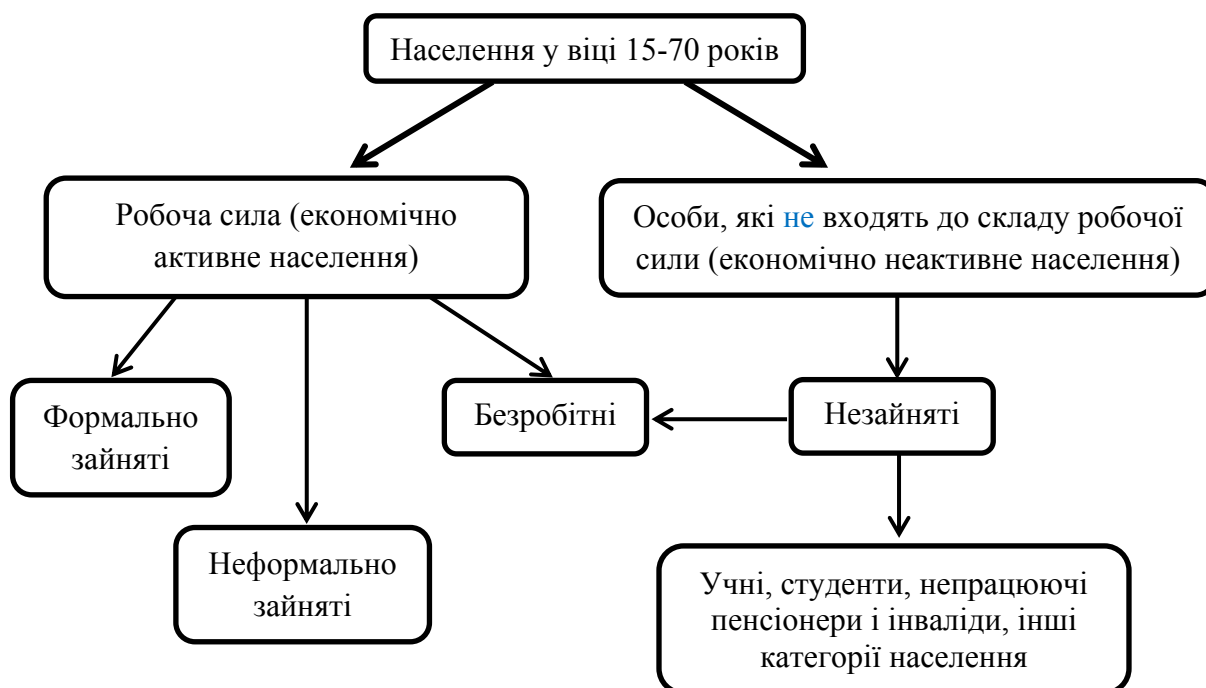 Населення у віці 15-70 років
Робоча сила (економічно
активне населення)
Особи, які не входять до складу робочої
сили (економічно неактивне населення)
Формально
зайняті
Безробітні
Незайняті
Неформально
зайняті
Учні, студенти, непрацюючі
пенсіонери і інваліди, інші
категорії населення